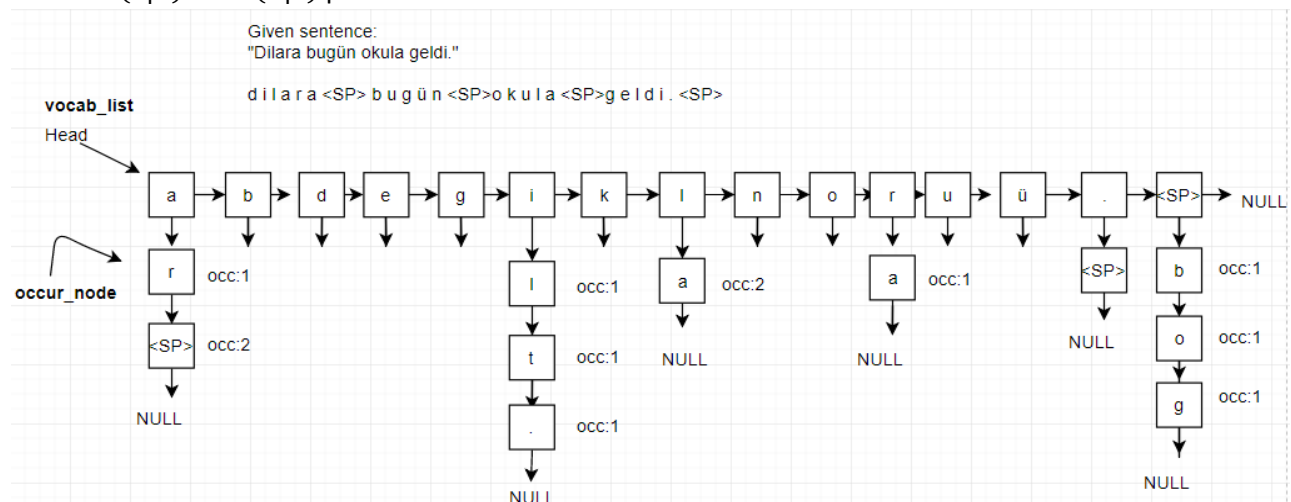 Given sentence:
"Dilara bugün okula geldi."
d i l a r a <SP> b u g ü n <SP> o k u l a <SP> g e l d i . <SP>
vocab_list
Head
a b d e g i k l n o r u ü . <SP> NULL
r occ:1
l occ:1
a occ:2
a occ:1
<SP>
b occ:1
occur_node
<SP> occ:2
t occ:1
NULL
NULL
NULL
o occ:1
NULL
. occ:1
g occ:1
NULL
NULL